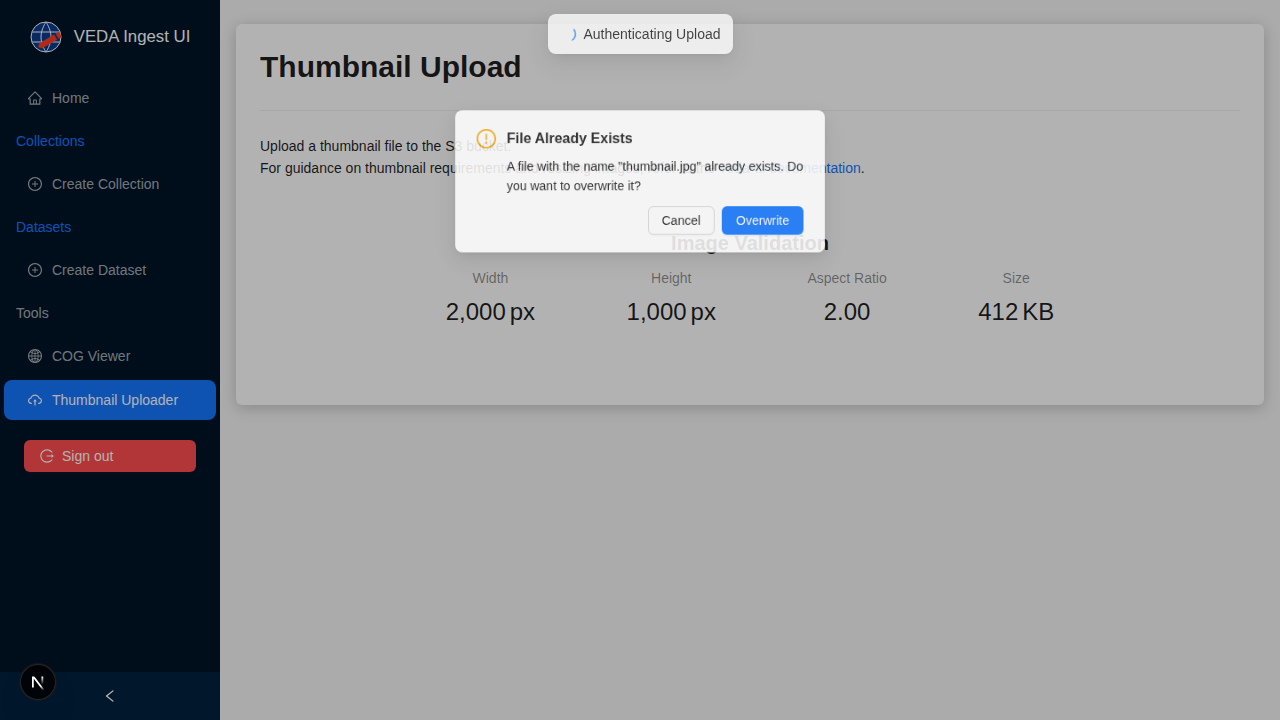 VEDA Ingest UI
Home
Collections
Create Collection
Datasets
Create Dataset
Tools
COG Viewer
Thumbnail Uploader
Sign out
Authenticating Upload
Thumbnail Upload
Upload a thumbnail file to the S3 bucket.
For guidance on thumbnail requirements
mentation.
File Already Exists
A file with the name "thumbnail.jpg" already exists. Do
you want to overwrite it?
Cancel
Overwrite
Image Validation
Width
2,000 px
Height
1,000 px
Aspect Ratio
2.00
Size
412 KB